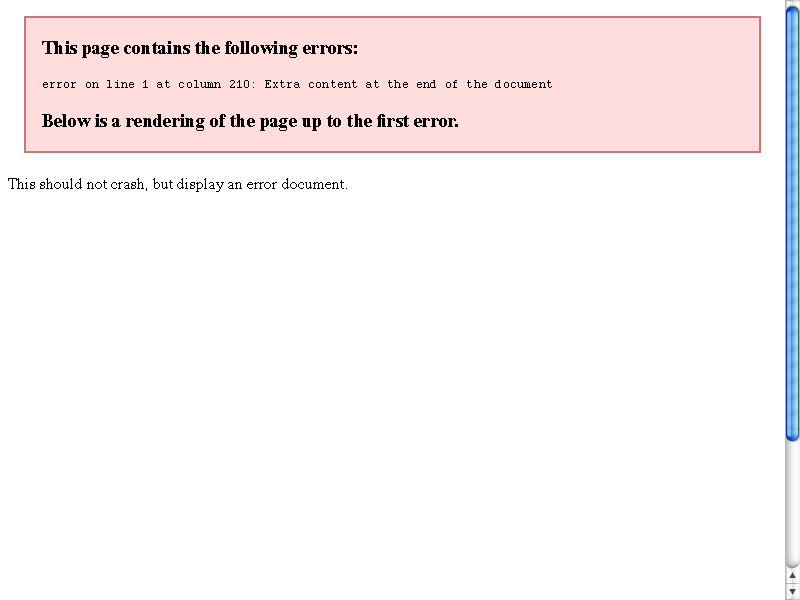 This page contains the following errors:
error on line 1 at column 210: Extra content at the end of the document
Below is a rendering of the page up to the first error.
This should not crash, but display an error document.